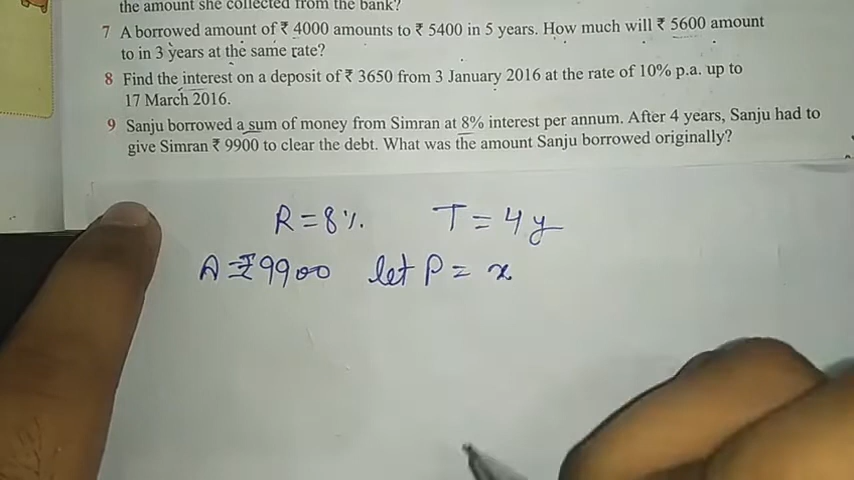 the amount she collected from the bank?
7 A borrowed amount of ₹ 4000 amounts to ₹ 5400 in 5 years. How much will ₹ 5600 amount
to in 3 years at the same rate?
8 Find the interest on a deposit of ₹ 3650 from 3 January 2016 at the rate of 10% p.a. up to
17 March 2016.
9 Sanju borrowed a sum of money from Simran at 8% interest per annum. After 4 years, Sanju had to
give Simran ₹ 9900 to clear the debt. What was the amount Sanju borrowed originally?
R = 8% T = 4 y
A = ₹ 9900 let P = x